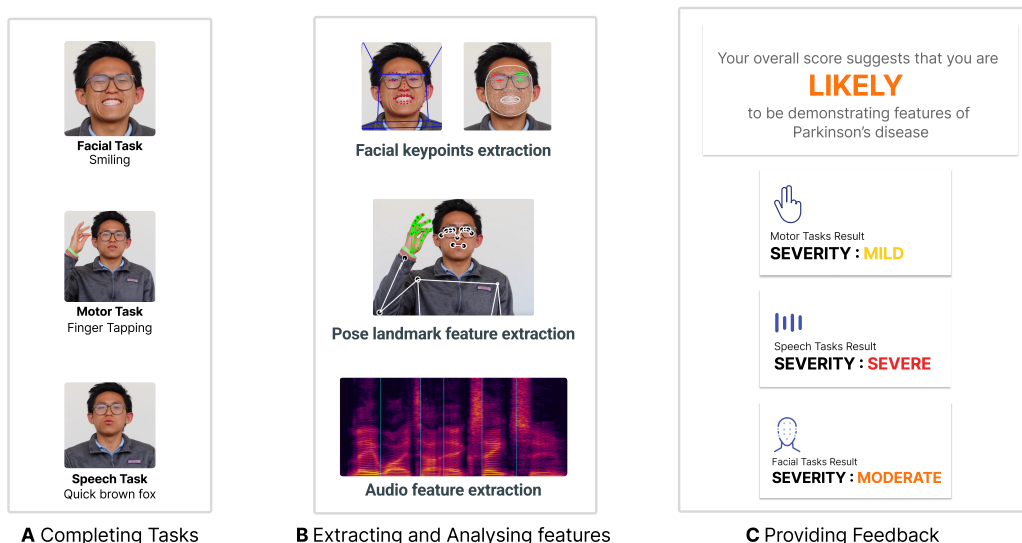 Facial Task
Smiling
Motor Task
Finger Tapping
Speech Task
Quick brown fox
A Completing Tasks
Facial keypoints extraction
Pose landmark feature extraction
Audio feature extraction
B Extracting and Analysing features
Your overall score suggests that you are
LIKELY
to be demonstrating features of
Parkinson's disease
Motor Tasks Result
SEVERITY : MILD
Speech Tasks Result
SEVERITY : SEVERE
Facial Tasks Result
SEVERITY : MODERATE
C Providing Feedback